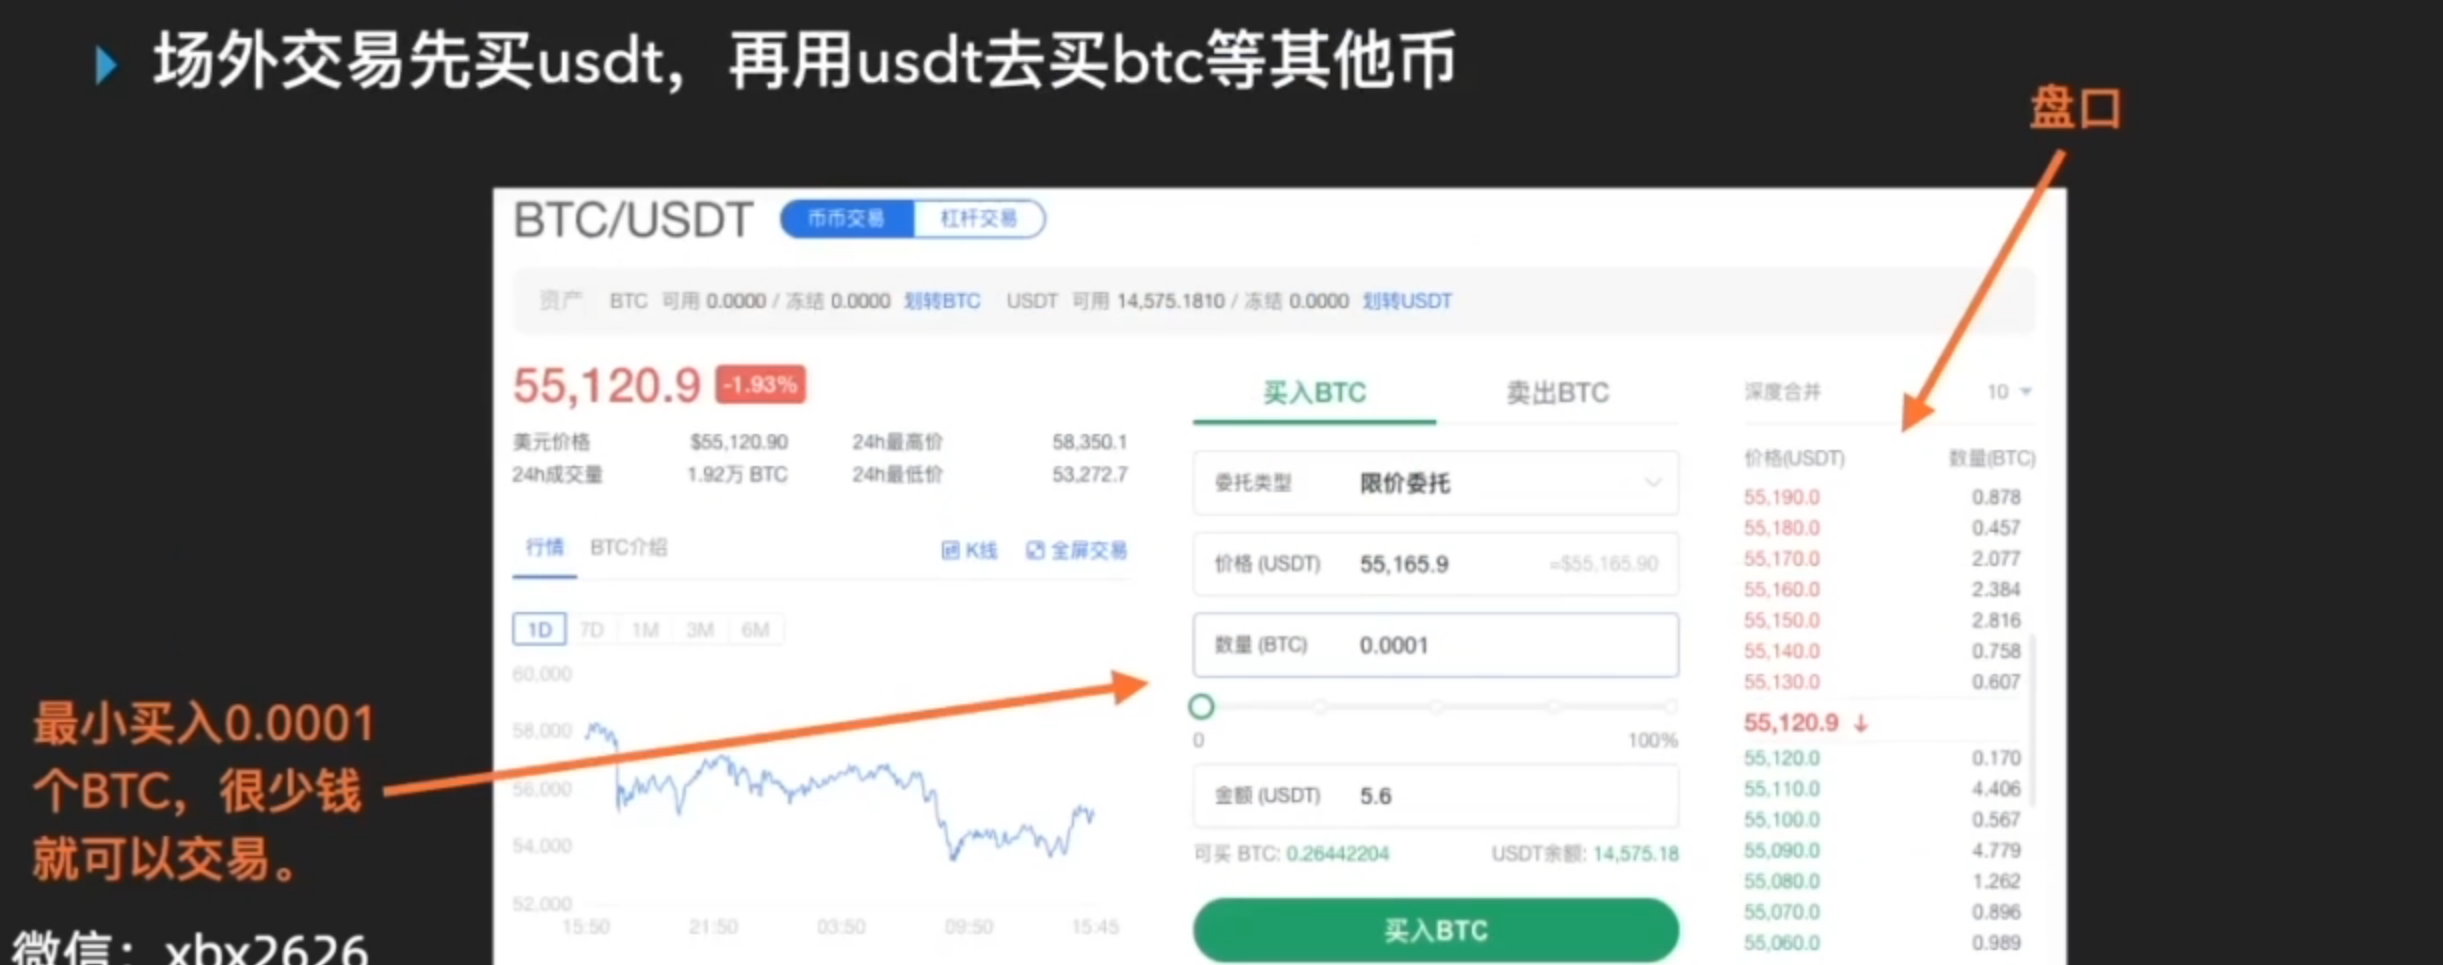 场外交易先买usdt，再用usdt去买btc等其他币
盘口
BTC/USDT 币币交易 杠杆交易
资产 BTC 可用 0.0000 / 冻结 0.0000 划转BTC USDT 可用 14,575.1810 / 冻结 0.0000 划转USDT
55,120.9 -1.93%
美元价格 $55,120.90 24h最高价 58,350.1
24h成交量 1.92万 BTC 24h最低价 53,272.7
行情 BTC介绍 K线 全屏交易
1D 7D 1M 3M 6M
60,000
58,000
56,000
54,000
52,000
15:50 21:50 03:50 09:50 15:45
买入BTC 卖出BTC
委托类型 限价委托
价格 (USDT) 55,165.9 =$55,165.90
数量 (BTC) 0.0001
0 100%
金额 (USDT) 5.6
可买 BTC: 0.26442204 USDT余额: 14,575.18
买入BTC
深度合并 10
价格(USDT) 数量(BTC)
55,190.0 0.878
55,180.0 0.457
55,170.0 2.077
55,160.0 2.384
55,150.0 2.816
55,140.0 0.758
55,130.0 0.607
55,120.9 ↓
55,120.0 0.170
55,110.0 4.406
55,100.0 0.567
55,090.0 4.779
55,080.0 1.262
55,070.0 0.896
55,060.0 0.989
最小买入0.0001
个BTC，很少钱
就可以交易。
微信：xbx2626